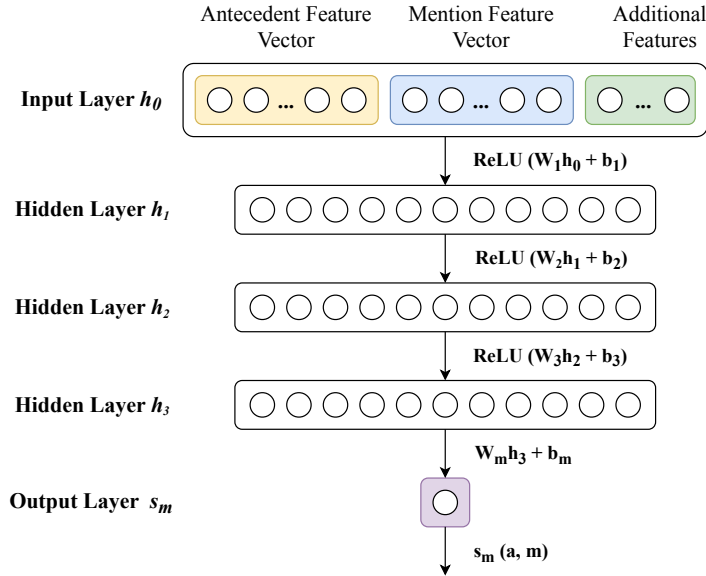 Antecedent Feature Vector
Mention Feature Vector
Additional Features
Input Layer h₀
... ... ...
ReLU (W₁h₀ + b₁)
Hidden Layer h₁
ReLU (W₂h₁ + b₂)
Hidden Layer h₂
ReLU (W₃h₂ + b₃)
Hidden Layer h₃
Wₘh₃ + bₘ
Output Layer sₘ
sₘ (a, m)